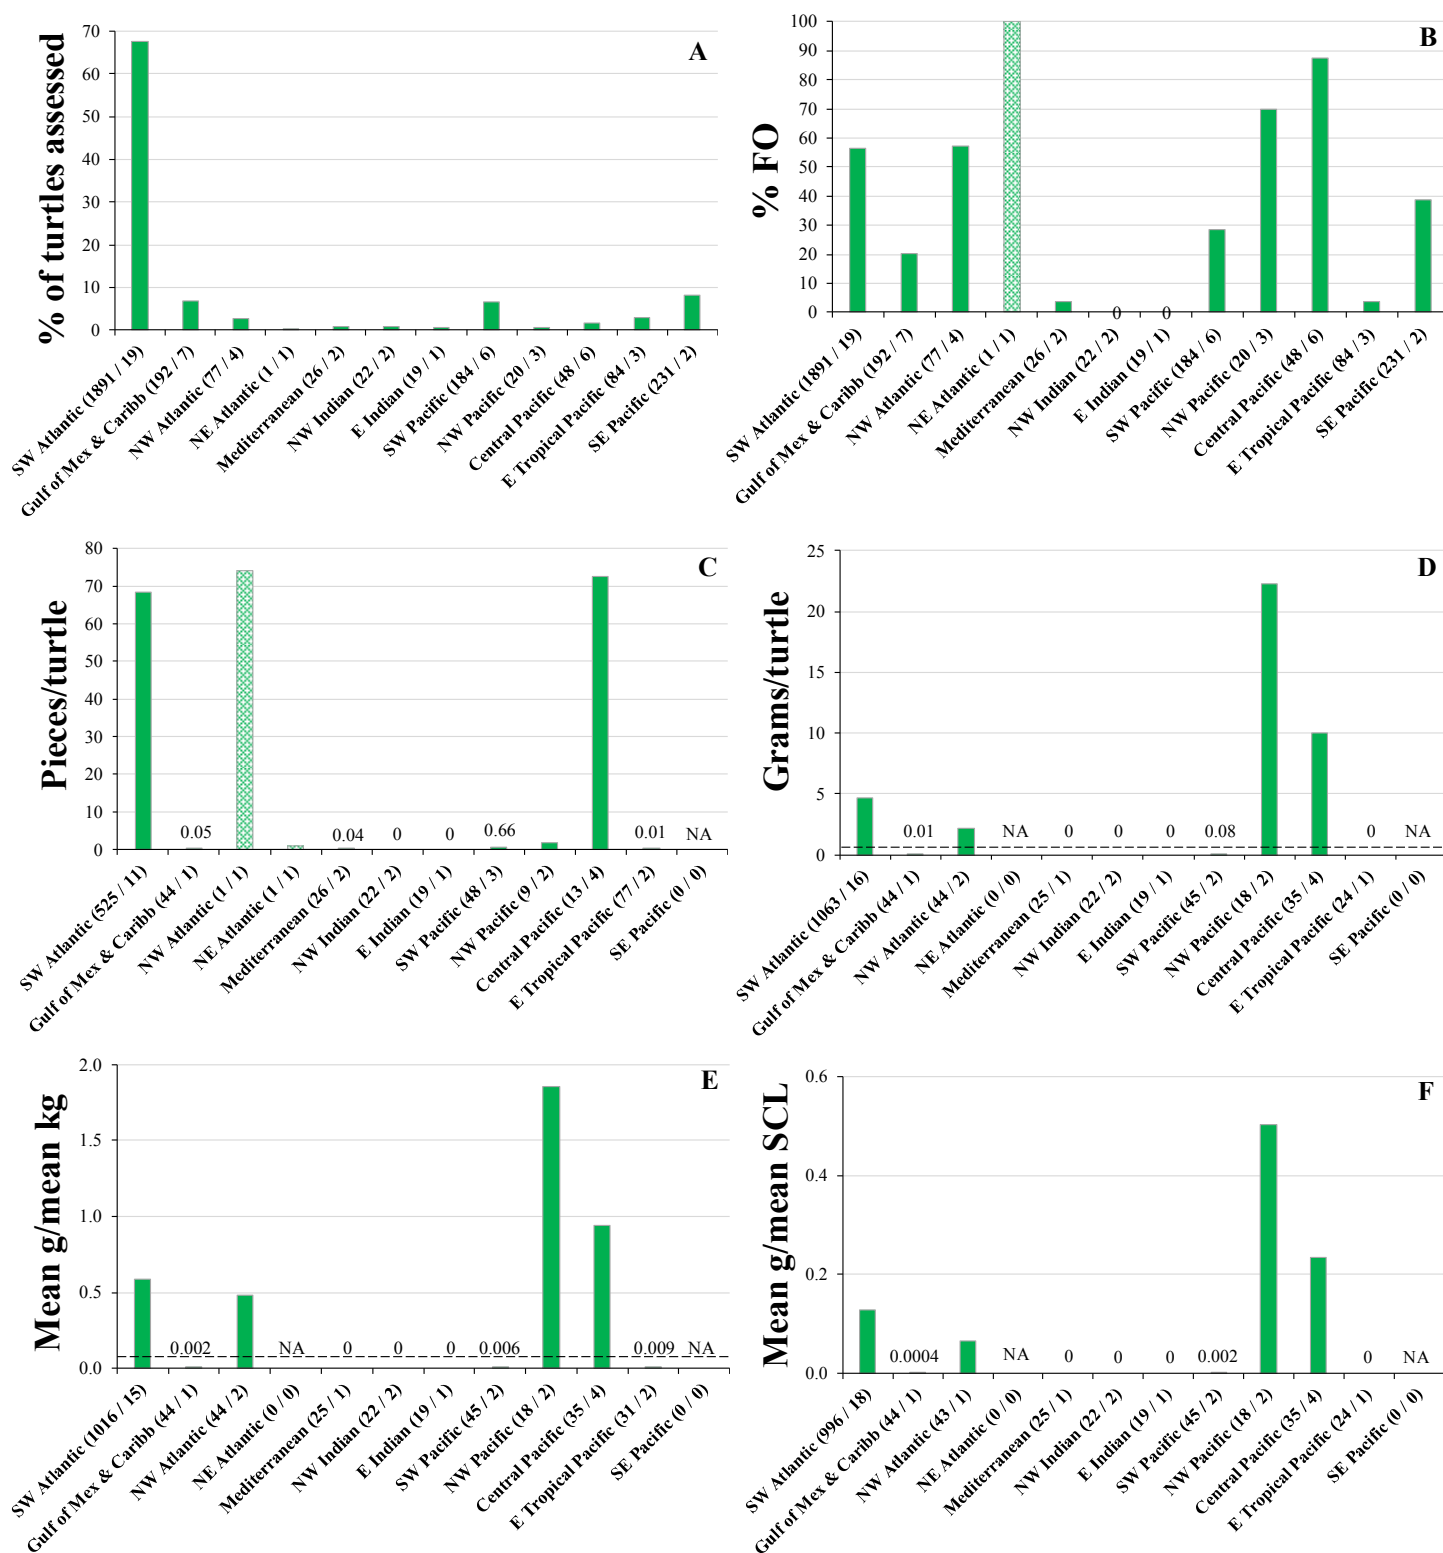 A
% of turtles assessed
70
60
50
40
30
20
10
0
SW Atlantic (1891 / 19)
Gulf of Mex & Caribb (192 / 7)
NW Atlantic (77 / 4)
NE Atlantic (1 / 1)
Mediterranean (26 / 2)
NW Indian (22 / 2)
E Indian (19 / 1)
SW Pacific (184 / 6)
NW Pacific (20 / 3)
Central Pacific (48 / 6)
E Tropical Pacific (84 / 3)
SE Pacific (231 / 2)
B
% FO
100
90
80
70
60
50
40
30
20
10
0
0
0
SW Atlantic (1891 / 19)
Gulf of Mex & Caribb (192 / 7)
NW Atlantic (77 / 4)
NE Atlantic (1 / 1)
Mediterranean (26 / 2)
NW Indian (22 / 2)
E Indian (19 / 1)
SW Pacific (184 / 6)
NW Pacific (20 / 3)
Central Pacific (48 / 6)
E Tropical Pacific (84 / 3)
SE Pacific (231 / 2)
C
Pieces/turtle
80
70
60
50
40
30
20
10
0
0.05
0.04
0
0
0.66
0.01
NA
SW Atlantic (525 / 11)
Gulf of Mex & Caribb (44 / 1)
NW Atlantic (1 / 1)
NE Atlantic (1 / 1)
Mediterranean (26 / 2)
NW Indian (22 / 2)
E Indian (19 / 1)
SW Pacific (48 / 3)
NW Pacific (9 / 2)
Central Pacific (13 / 4)
E Tropical Pacific (77 / 2)
SE Pacific (0 / 0)
D
Grams/turtle
25
20
15
10
5
0
0.01
NA
0
0
0
0.08
0
NA
SW Atlantic (1063 / 16)
Gulf of Mex & Caribb (44 / 1)
NW Atlantic (44 / 2)
NE Atlantic (0 / 0)
Mediterranean (25 / 1)
NW Indian (22 / 2)
E Indian (19 / 1)
SW Pacific (45 / 2)
NW Pacific (18 / 2)
Central Pacific (35 / 4)
E Tropical Pacific (24 / 1)
SE Pacific (0 / 0)
E
Mean g/mean kg
2.0
1.5
1.0
0.5
0.0
0.002
NA
0
0
0
0.006
0.009
NA
SW Atlantic (1016 / 15)
Gulf of Mex & Caribb (44 / 1)
NW Atlantic (44 / 2)
NE Atlantic (0 / 0)
Mediterranean (25 / 1)
NW Indian (22 / 2)
E Indian (19 / 1)
SW Pacific (45 / 2)
NW Pacific (18 / 2)
Central Pacific (35 / 4)
E Tropical Pacific (31 / 2)
SE Pacific (0 / 0)
F
Mean g/mean SCL
0.6
0.4
0.2
0.0
0.0004
NA
0
0
0
0.002
0
NA
SW Atlantic (996 / 18)
Gulf of Mex & Caribb (44 / 1)
NW Atlantic (43 / 1)
NE Atlantic (0 / 0)
Mediterranean (25 / 1)
NW Indian (22 / 2)
E Indian (19 / 1)
SW Pacific (45 / 2)
NW Pacific (18 / 2)
Central Pacific (35 / 4)
E Tropical Pacific (24 / 1)
SE Pacific (0 / 0)